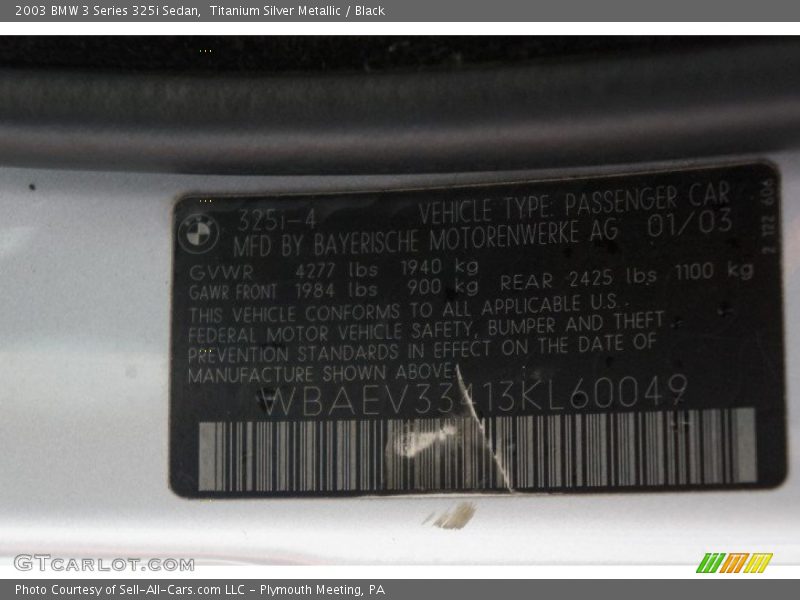 2003 BMW 3 Series 325i Sedan,  Titanium Silver Metallic / Black
325i-4 VEHICLE TYPE: PASSENGER CAR
MFD BY BAYERISCHE MOTORENWERKE AG 01/03
GVWR 4277 lbs 1940 kg
GAWR FRONT 1984 lbs 900 kg REAR 2425 lbs 1100 kg
THIS VEHICLE CONFORMS TO ALL APPLICABLE U.S.
FEDERAL MOTOR VEHICLE SAFETY, BUMPER AND THEFT
PREVENTION STANDARDS IN EFFECT ON THE DATE OF
MANUFACTURE SHOWN ABOVE:
WBAEV33413KL60049
2 122 606
GTCARLOT.COM
Photo Courtesy of Sell-All-Cars.com LLC - Plymouth Meeting, PA